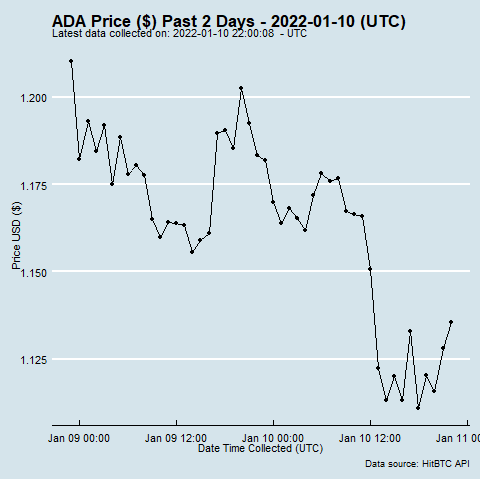 ADA Price ($) Past 2 Days - 2022-01-10 (UTC)
Latest data collected on: 2022-01-10 22:00:08 - UTC
1.200
1.175
1.150
1.125
Price USD ($)
Jan 09 00:00 Jan 09 12:00 Jan 10 00:00 Jan 10 12:00 Jan 11 00
Date Time Collected (UTC)
Data source: HitBTC API